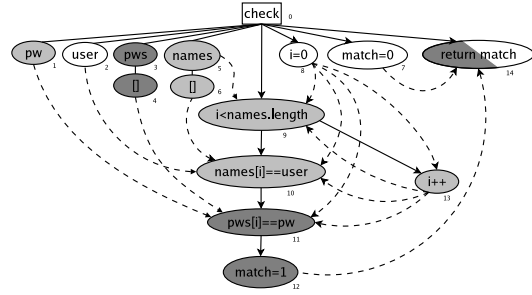 check 0
pw user pws names i=0 match=0 return match
1 2 3 5 8 7 14
[] []
4 6
i<names.length
9
names[i]==user i++
10 13
pws[i]==pw
11
match=1
12